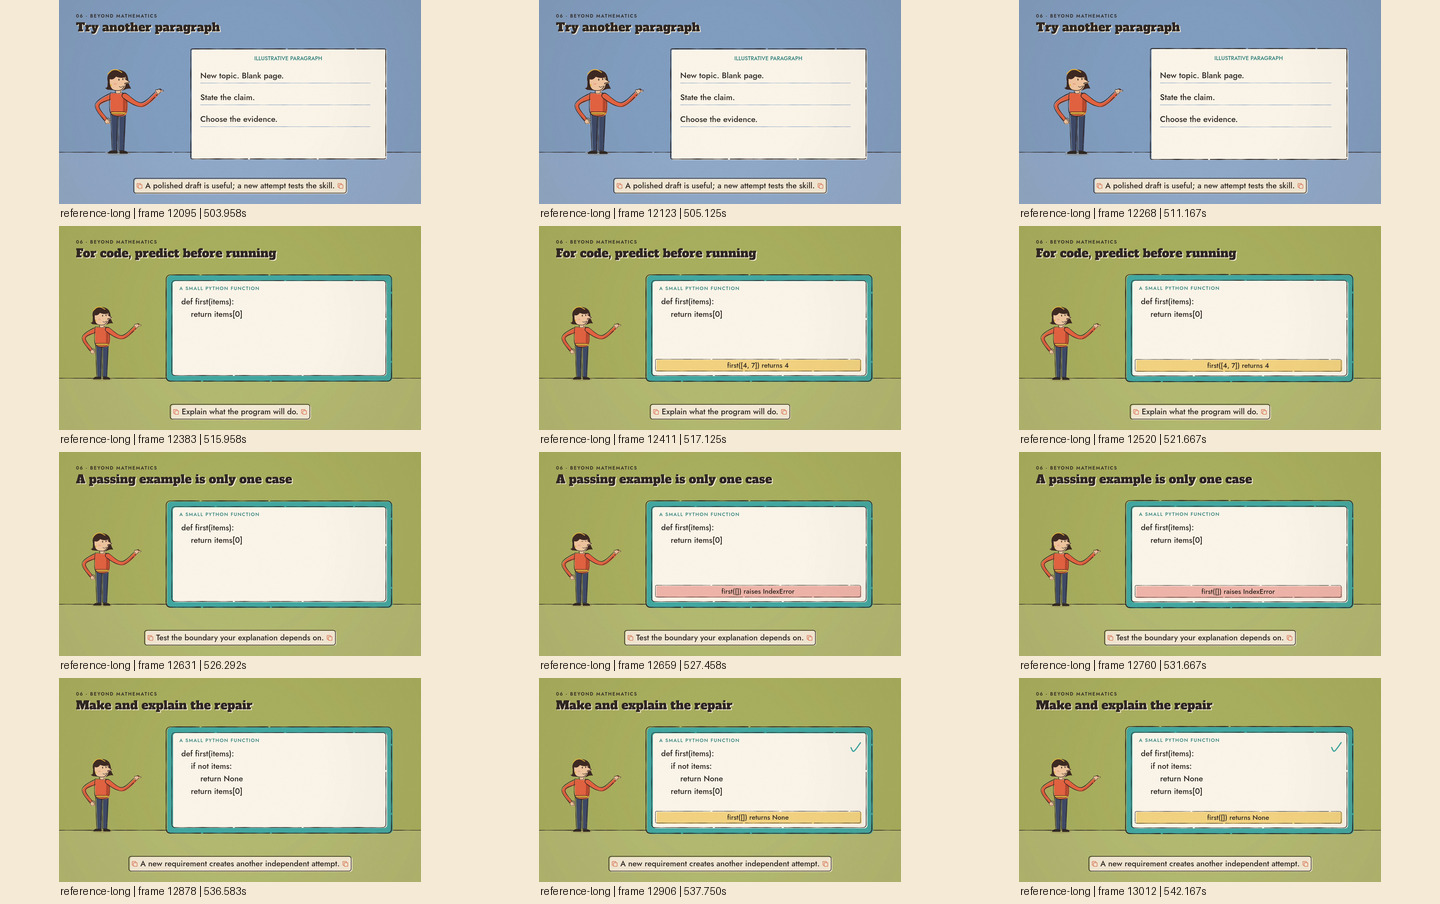 06 · BEYOND MATHEMATICS
Try another paragraph
ILLUSTRATIVE PARAGRAPH
New topic. Blank page.
State the claim.
Choose the evidence.
A polished draft is useful; a new attempt tests the skill.
reference-long | frame 12095 | 503.958s
06 · BEYOND MATHEMATICS
Try another paragraph
ILLUSTRATIVE PARAGRAPH
New topic. Blank page.
State the claim.
Choose the evidence.
A polished draft is useful; a new attempt tests the skill.
reference-long | frame 12123 | 505.125s
06 · BEYOND MATHEMATICS
Try another paragraph
ILLUSTRATIVE PARAGRAPH
New topic. Blank page.
State the claim.
Choose the evidence.
A polished draft is useful; a new attempt tests the skill.
reference-long | frame 12268 | 511.167s
06 · BEYOND MATHEMATICS
For code, predict before running
A SMALL PYTHON FUNCTION
def first(items):
return items[0]
Explain what the program will do.
reference-long | frame 12383 | 515.958s
06 · BEYOND MATHEMATICS
For code, predict before running
A SMALL PYTHON FUNCTION
def first(items):
return items[0]
first([4, 7]) returns 4
Explain what the program will do.
reference-long | frame 12411 | 517.125s
06 · BEYOND MATHEMATICS
For code, predict before running
A SMALL PYTHON FUNCTION
def first(items):
return items[0]
first([4, 7]) returns 4
Explain what the program will do.
reference-long | frame 12520 | 521.667s
06 · BEYOND MATHEMATICS
A passing example is only one case
A SMALL PYTHON FUNCTION
def first(items):
return items[0]
Test the boundary your explanation depends on.
reference-long | frame 12631 | 526.292s
06 · BEYOND MATHEMATICS
A passing example is only one case
A SMALL PYTHON FUNCTION
def first(items):
return items[0]
first([]) raises IndexError
Test the boundary your explanation depends on.
reference-long | frame 12659 | 527.458s
06 · BEYOND MATHEMATICS
A passing example is only one case
A SMALL PYTHON FUNCTION
def first(items):
return items[0]
first([]) raises IndexError
Test the boundary your explanation depends on.
reference-long | frame 12760 | 531.667s
06 · BEYOND MATHEMATICS
Make and explain the repair
A SMALL PYTHON FUNCTION
def first(items):
if not items:
return None
return items[0]
A new requirement creates another independent attempt.
reference-long | frame 12878 | 536.583s
06 · BEYOND MATHEMATICS
Make and explain the repair
A SMALL PYTHON FUNCTION
def first(items):
if not items:
return None
return items[0]
first([]) returns None
A new requirement creates another independent attempt.
reference-long | frame 12906 | 537.750s
06 · BEYOND MATHEMATICS
Make and explain the repair
A SMALL PYTHON FUNCTION
def first(items):
if not items:
return None
return items[0]
first([]) returns None
A new requirement creates another independent attempt.
reference-long | frame 13012 | 542.167s